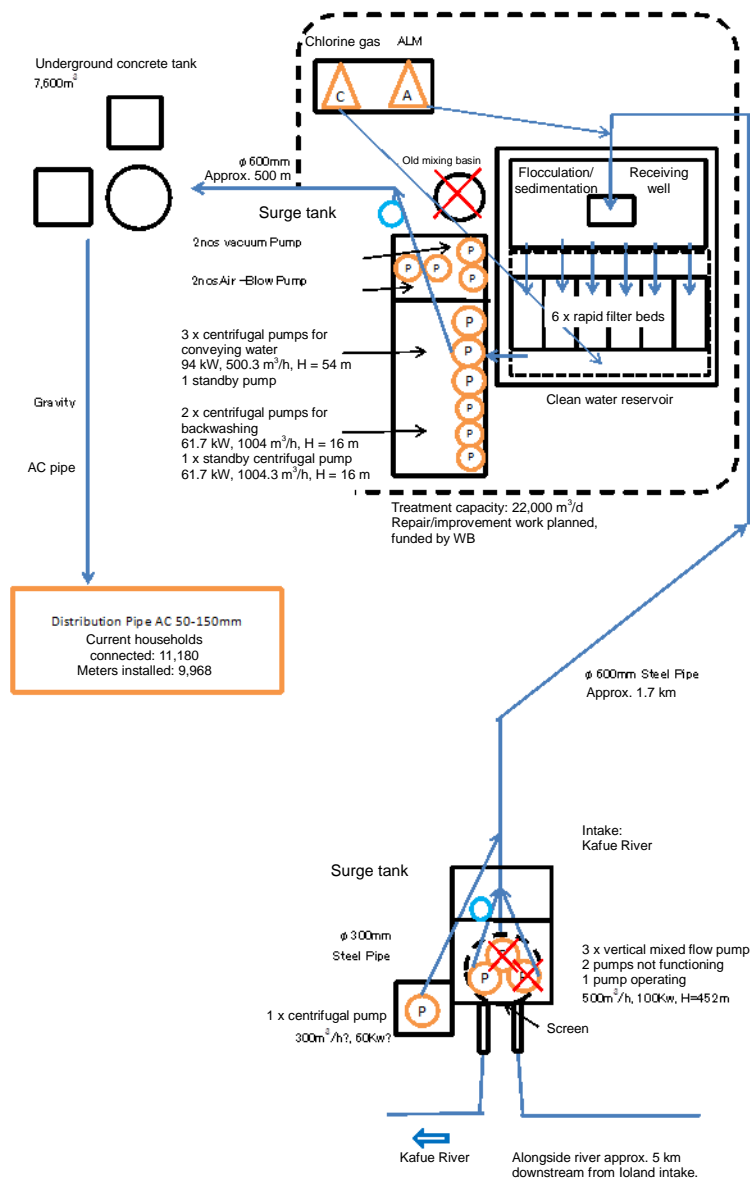 Chlorine gas ALM
Underground concrete tank
7,600m³
C A
φ 600mm
Approx. 500 m
Old mixing basin
Flocculation/
sedimentation
Receiving
well
Surge tank
2nos vacuum Pump
P
P P
P
2nosAir -Blow Pump
3 x centrifugal pumps for
conveying water
94 kW, 500.3 m³/h, H = 54 m
1 standby pump
P
P
P
6 x rapid filter beds
Clean water reservoir
Gravity
AC pipe
2 x centrifugal pumps for
backwashing
61.7 kW, 1004 m³/h, H = 16 m
1 x standby centrifugal pump
61.7 kW, 1004.3 m³/h, H = 16 m
P
P
P
Treatment capacity: 22,000 m³/d
Repair/improvement work planned,
funded by WB
Distribution Pipe AC 50-150mm
Current households
connected: 11,180
Meters installed: 9,968
φ 600mm Steel Pipe
Approx. 1.7 km
Intake:
Kafue River
Surge tank
φ 300mm
Steel Pipe
P
P P
3 x vertical mixed flow pump
2 pumps not functioning
1 pump operating
500m³/h, 100Kw, H=452m
P
1 x centrifugal pump
300m³/h?, 60Kw?
Screen
Kafue River
Alongside river approx. 5 km
downstream from Ioland intake.